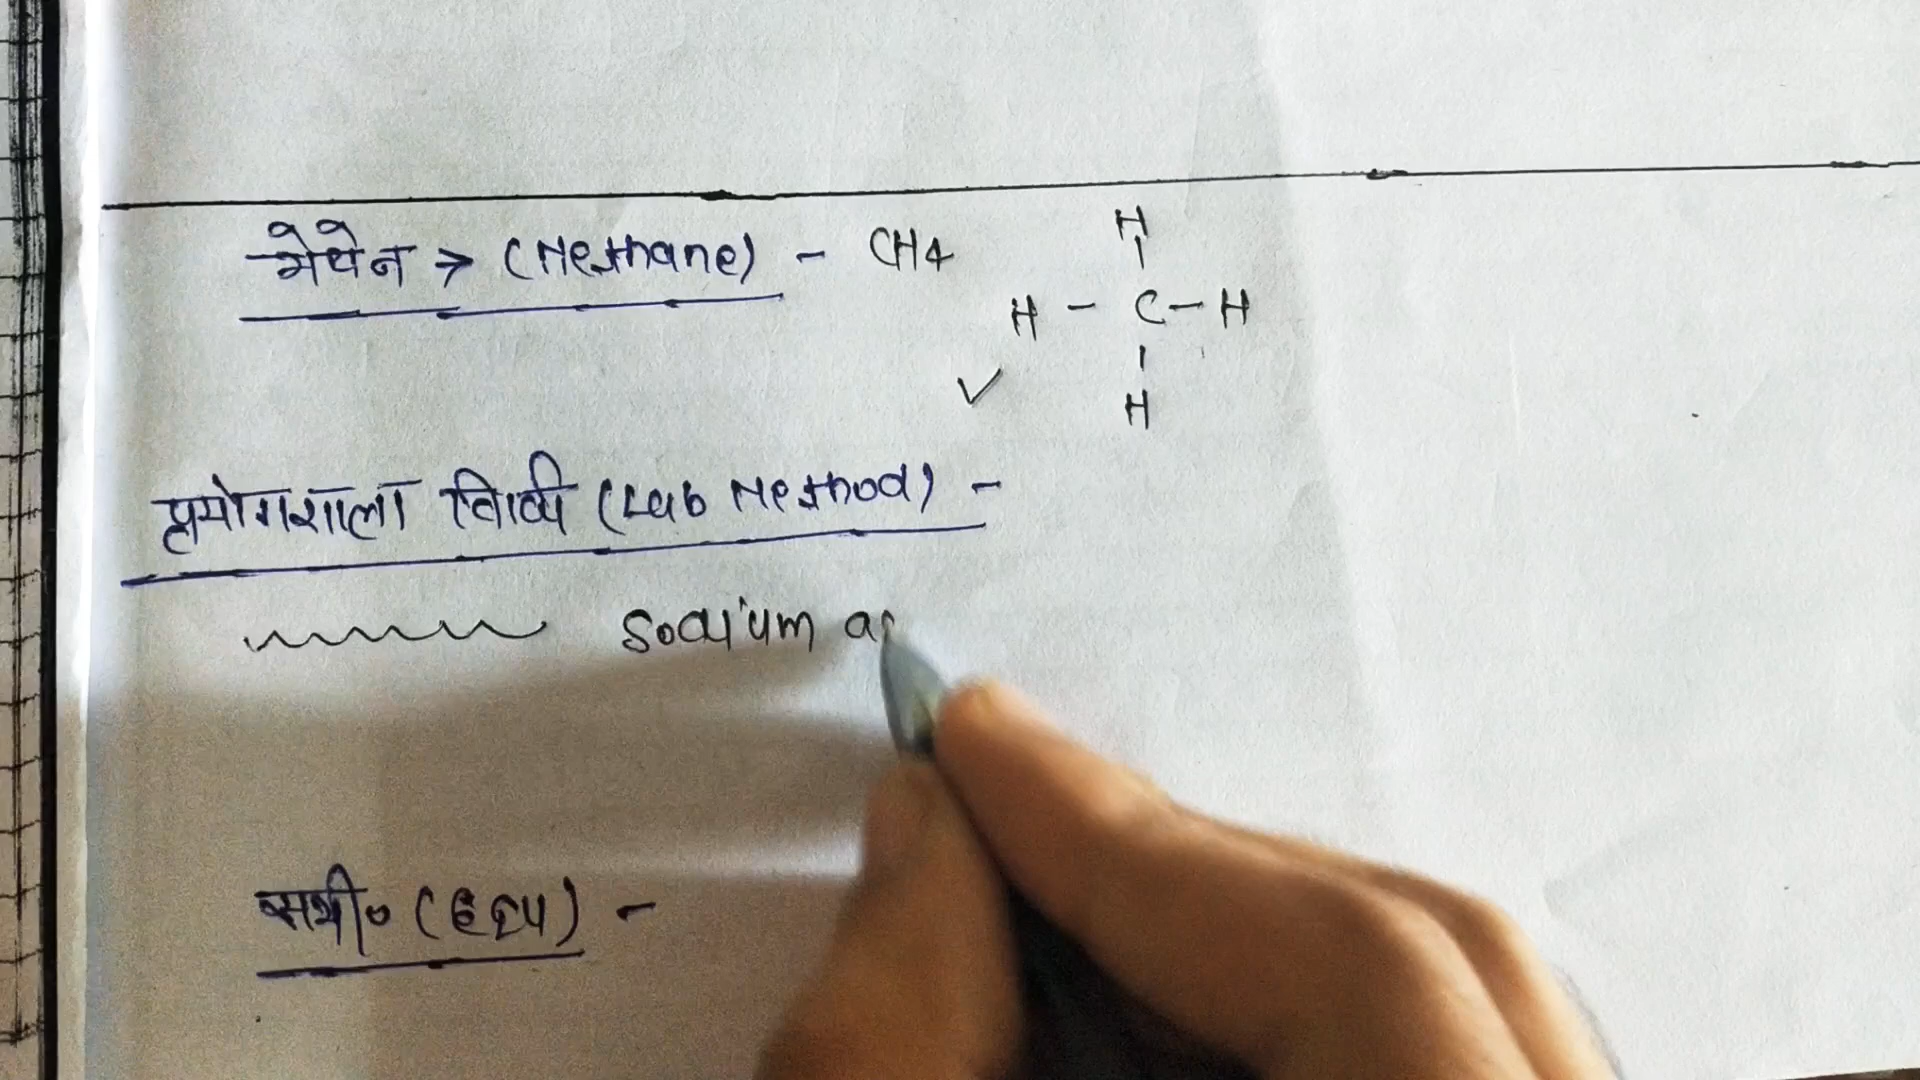 मेथेन → (Methane) - CH4
H
H - C - H
H
प्रयोगशाला विधि (Lab Method) -
Sodium
समी० (EQU) -